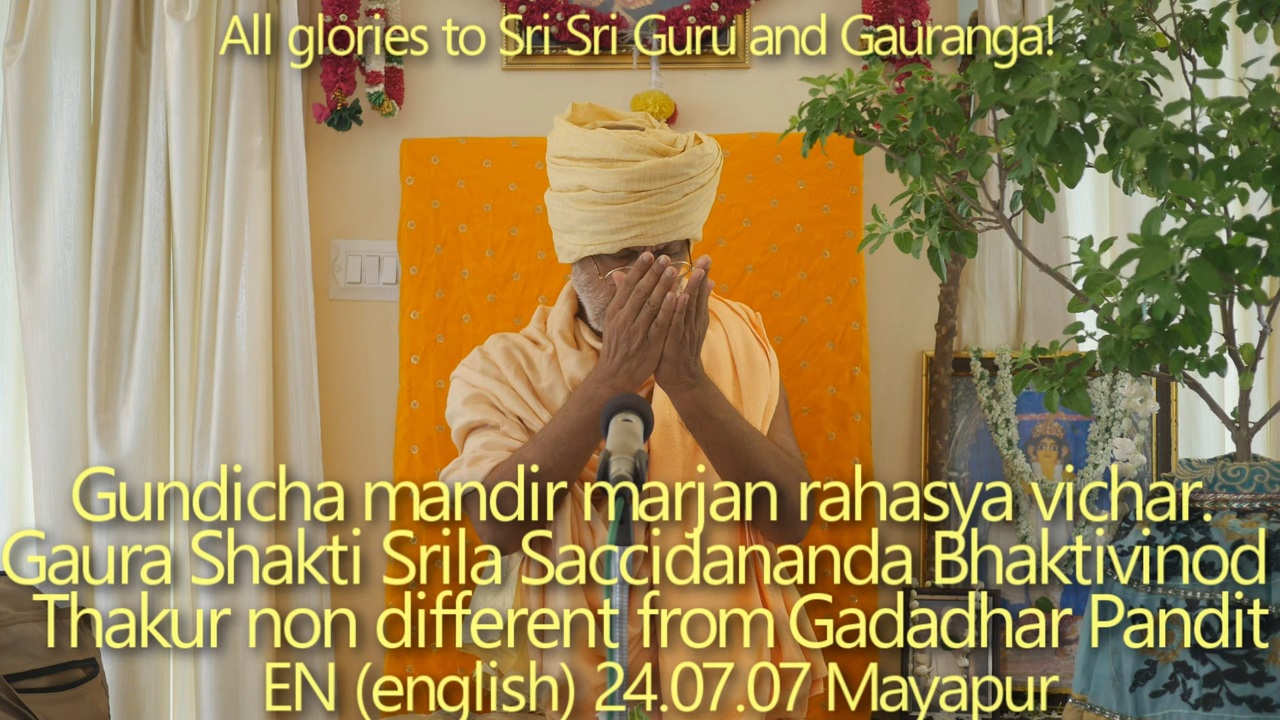 All glories to Sri Sri Guru and Gauranga!
Gundicha mandir marjan rahasya vichar.
Gaura Shakti Srila Saccidananda Bhaktivinod
Thakur non different from Gadadhar Pandit
EN (english) 24.07.07 Mayapur